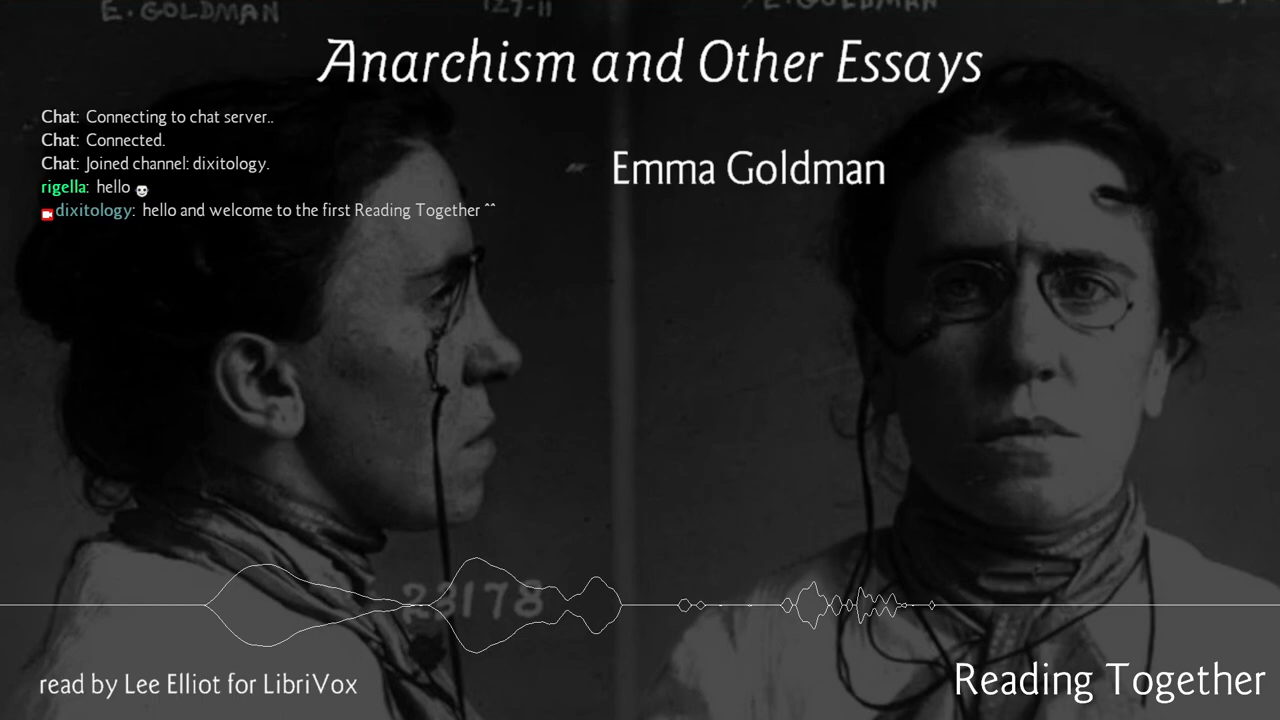 E. GOLDMAN
127-11
E. GOLDMAN
Anarchism and Other Essays
Chat: Connecting to chat server..
Chat: Connected.
Chat: Joined channel: dixitology.
Emma Goldman
rigella: hello
dixitology: hello and welcome to the first Reading Together ^^
23178
read by Lee Elliot for LibriVox
Reading Together